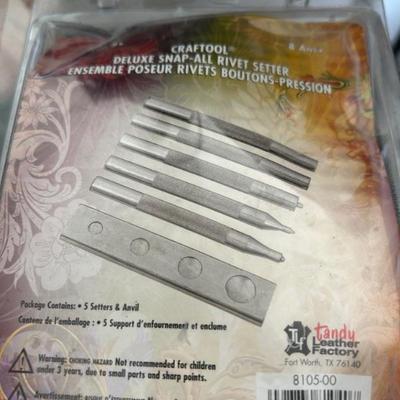 CRAFTOOL®
DELUXE SNAP-ALL RIVET SETTER
ENSEMBLE POSEUR RIVETS BOUTONS-PRESSION
Package Contains: • 5 Setters & Anvil
Contenu de l'emballage : • 5 Support d'enfournement et enclume
Warning: CHOKING HAZARD Not recommended for children
under 3 years, due to small parts and sharp points.
TLF
tandy
Leather
Factory
Fort Worth, TX 76140
8105-00